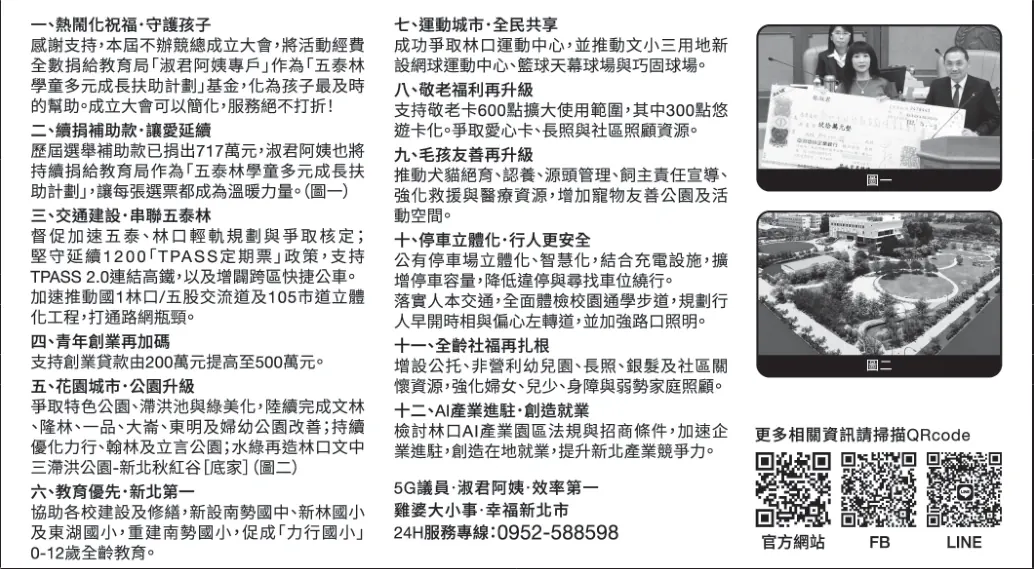 一、熱鬧化祝福‧守護孩子
感謝支持，本屆不辦競總成立大會，將活動經費
全數捐給教育局「淑君阿姨專戶」作為「五泰林
學童多元成長扶助計劃」基金，化為孩子最及時
的幫助。成立大會可以簡化，服務絕不打折！
二、續捐補助款‧讓愛延續
歷屆選舉補助款已捐出717萬元，淑君阿姨也將
持續捐給教育局作為「五泰林學童多元成長扶
助計劃」，讓每張選票都成為溫暖力量。（圖一）
三、交通建設‧串聯五泰林
督促加速五泰、林口輕軌規劃與爭取核定；
堅守延續1200「TPASS定期票」政策，支持
TPASS 2.0連結高鐵，以及增闢跨區快捷公車。
加速推動國1林口/五股交流道及105市道立體
化工程，打通路網瓶頸。
四、青年創業再加碼
支持創業貸款由200萬元提高至500萬元。
五、花園城市‧公園升級
爭取特色公園、滯洪池與綠美化，陸續完成文林
、隆林、一品、大崙、東明及婦幼公園改善；持續
優化力行、翰林及立言公園；水綠再造林口文中
三滯洪公園-新北秋紅谷［底家］（圖二）
六、教育優先‧新北第一
協助各校建設及修繕，新設南勢國中、新林國小
及東湖國小，重建南勢國小，促成「力行國小」
0-12歲全齡教育。
七、運動城市‧全民共享
成功爭取林口運動中心，並推動文小三用地新
設網球運動中心、籃球天幕球場與巧固球場。
八、敬老福利再升級
支持敬老卡600點擴大使用範圍，其中300點悠
遊卡化。爭取愛心卡、長照與社區照顧資源。
九、毛孩友善再升級
推動犬貓絕育、認養、源頭管理、飼主責任宣導、
強化救援與醫療資源，增加寵物友善公園及活
動空間。
十、停車立體化‧行人更安全
公有停車場立體化、智慧化，結合充電設施，擴
增停車容量，降低違停與尋找車位繞行。
落實人本交通，全面體檢校園通學步道，規劃行
人早開時相與偏心左轉道，並加強路口照明。
十一、全齡社福再扎根
增設公托、非營利幼兒園、長照、銀髮及社區關
懷資源，強化婦女、兒少、身障與弱勢家庭照顧。
十二、AI產業進駐‧創造就業
檢討林口AI產業園區法規與招商條件，加速企
業進駐，創造在地就業，提升新北產業競爭力。
5G議員‧淑君阿姨‧效率第一
雞婆大小事‧幸福新北市
24H服務專線：0952-588598
圖一
圖二
更多相關資訊請掃描QRcode
官方網站
FB
LINE